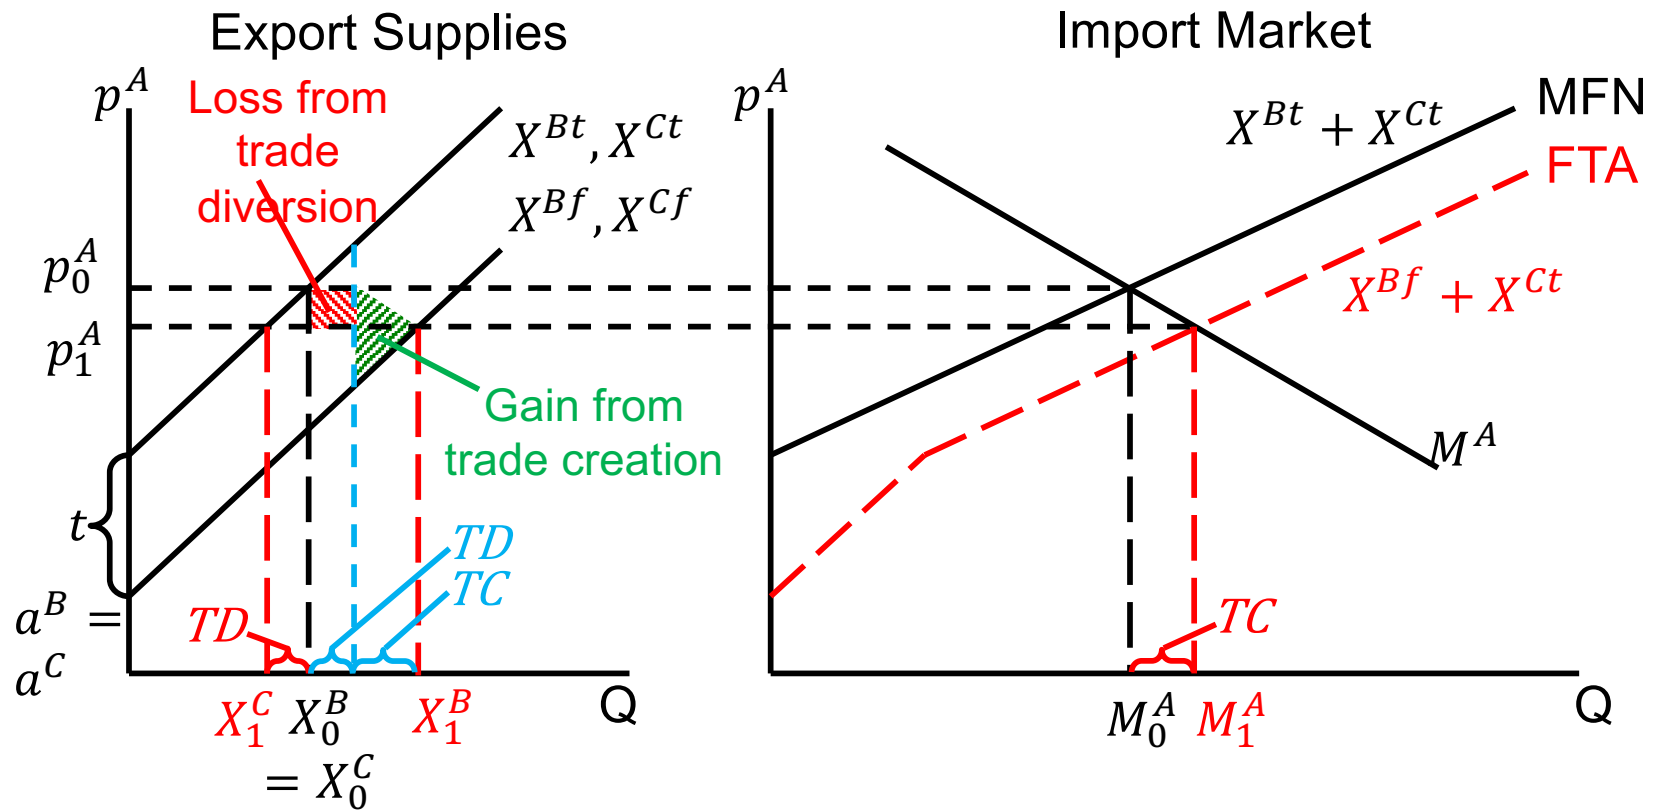 Export Supplies
Import Market
p^A
Loss from
trade
diversion
X^{Bt}, X^{Ct}
X^{Bf}, X^{Cf}
p_0^A
p_1^A
Gain from
trade creation
t
TD
TC
a^B =
a^C
TD
X_1^C
X_0^B
= X_0^C
X_1^B
Q
p^A
X^{Bt} + X^{Ct}
MFN
FTA
X^{Bf} + X^{Ct}
M^A
TC
M_0^A
M_1^A
Q